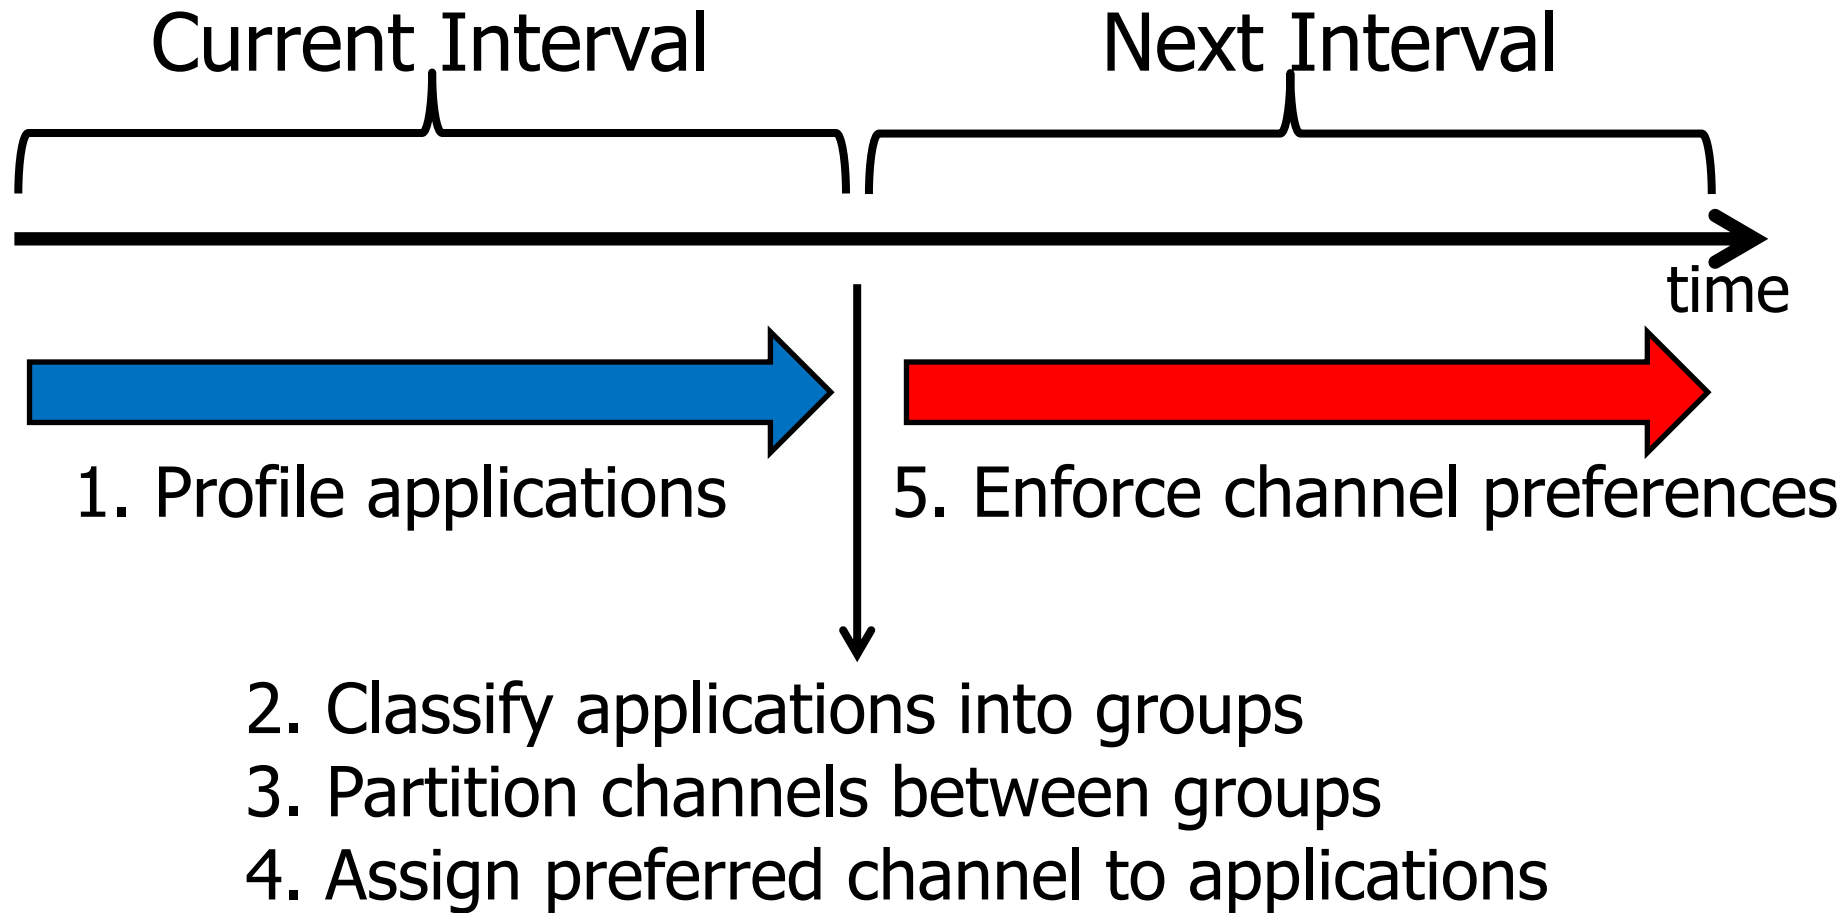 Current Interval
Next Interval
time
1. Profile applications
5. Enforce channel preferences
2. Classify applications into groups
3. Partition channels between groups
4. Assign preferred channel to applications